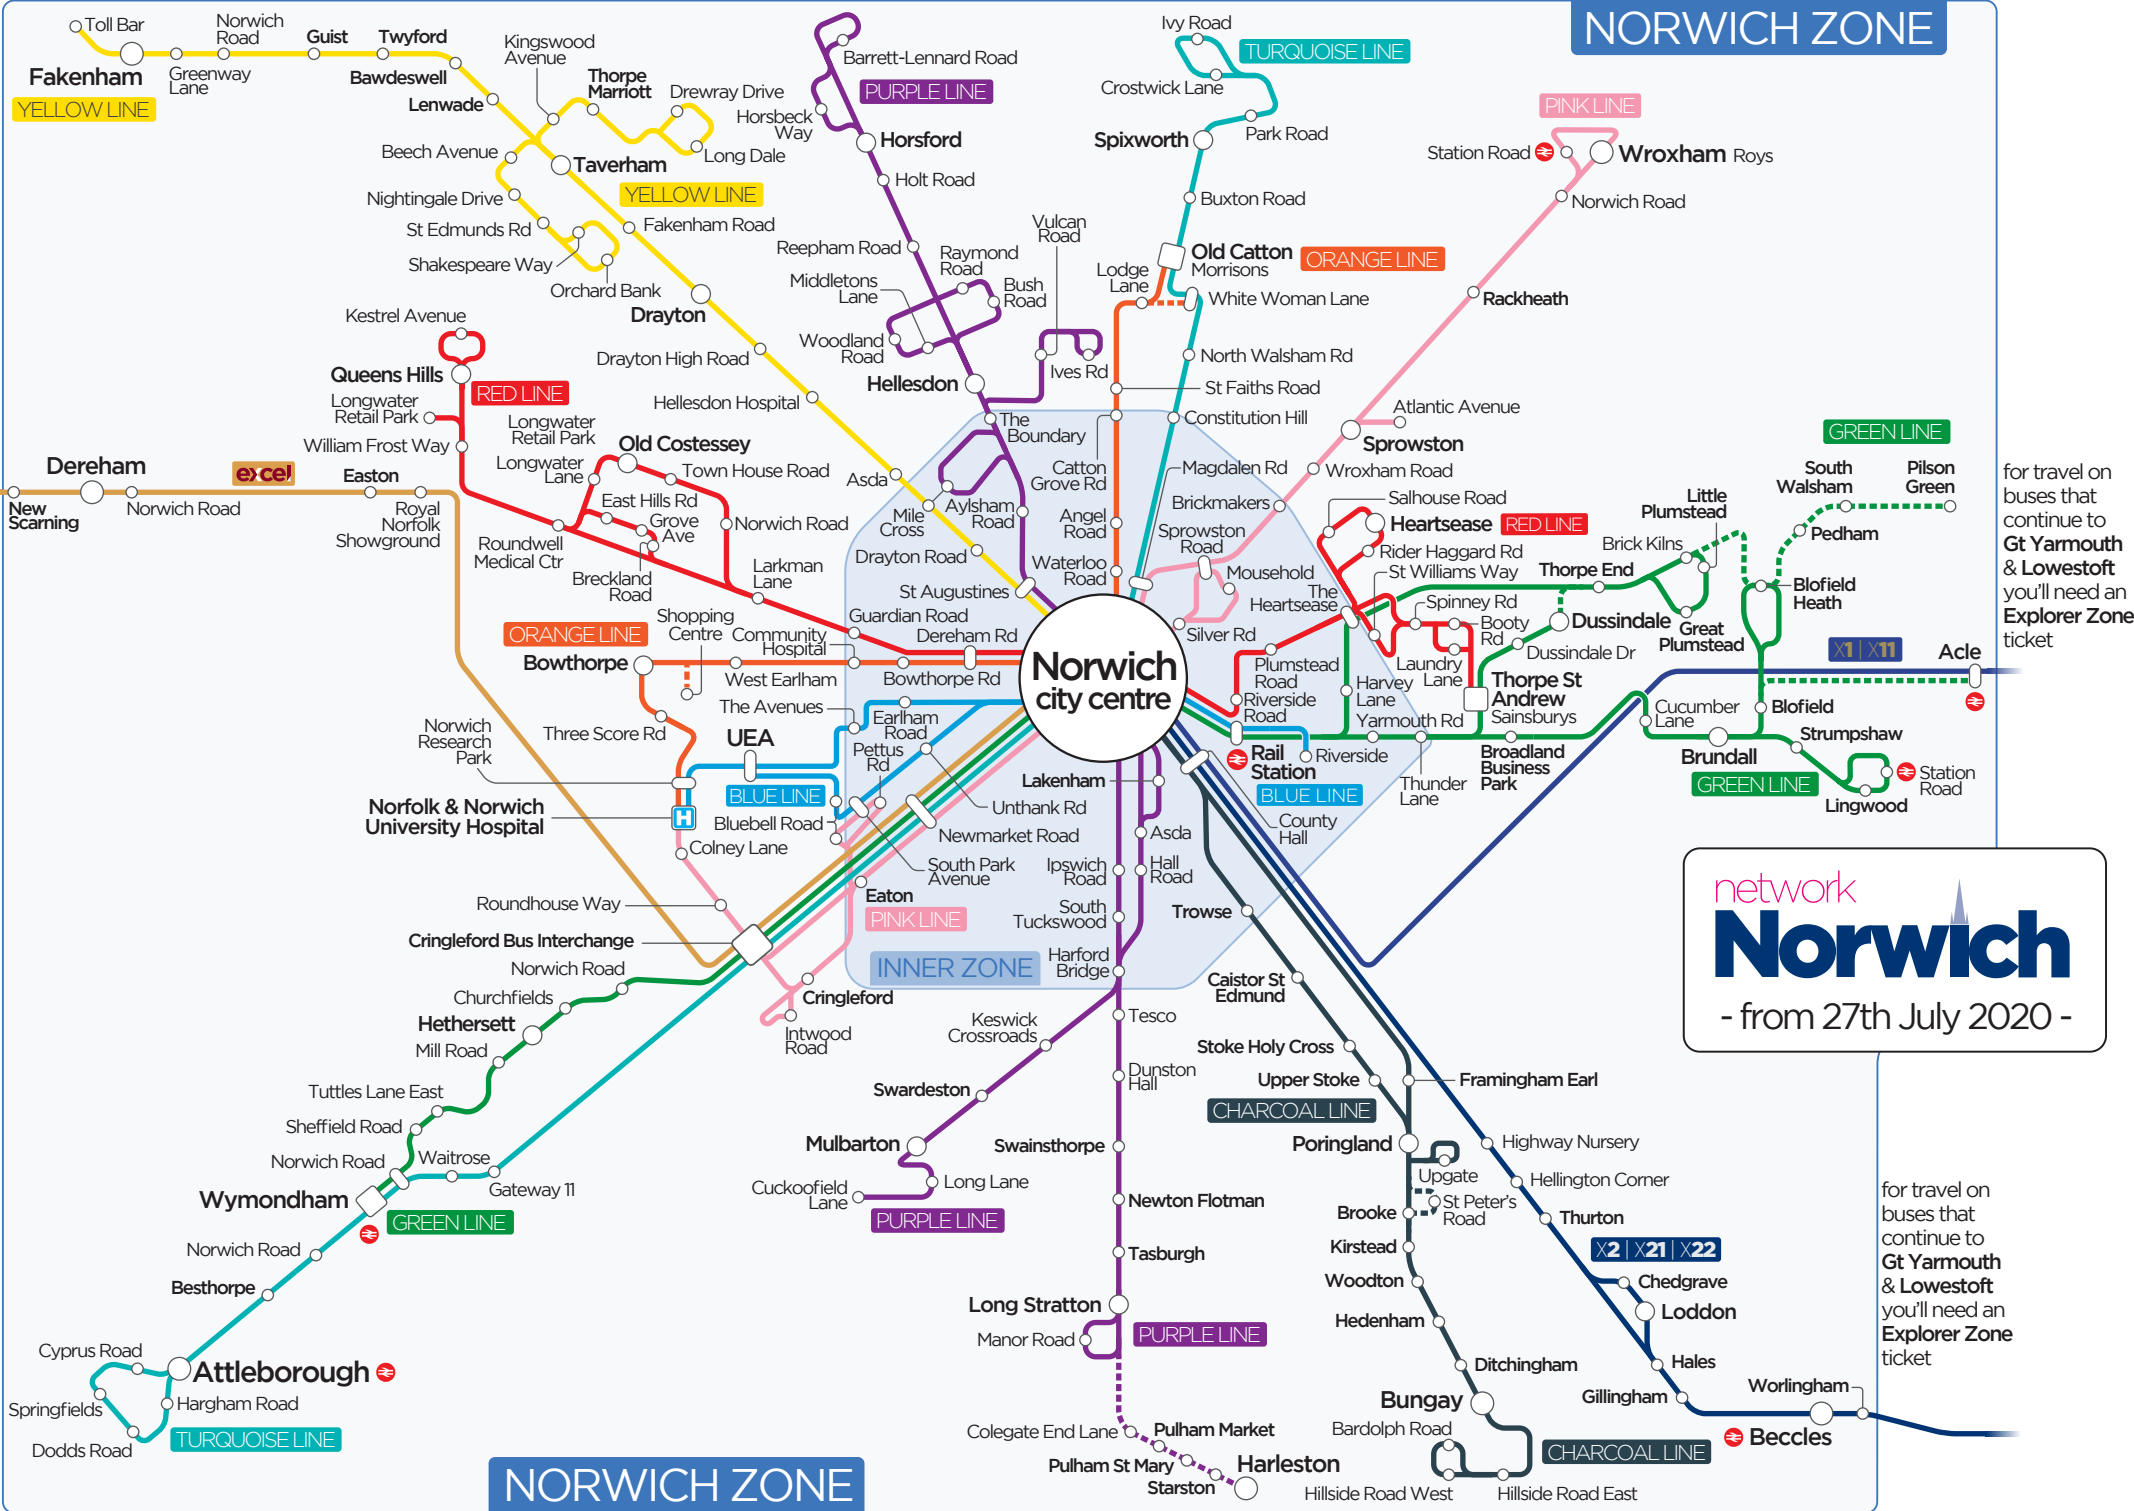 NORWICH ZONE
Toll Bar
Fakenham
YELLOW LINE
Greenway
Lane
Norwich
Road
Guist
Twyford
Bawdeswell
Lenwade
Kingswood
Avenue
Thorpe
Marriott
Drewray Drive
Long Dale
Beech Avenue
Taverham
YELLOW LINE
Nightingale Drive
St Edmunds Rd
Shakespeare Way
Orchard Bank
Fakenham Road
Drayton
Drayton High Road
Hellesdon Hospital
Asda
Mile
Cross
Drayton Road
St Augustines
Barrett-Lennard Road
PURPLE LINE
Horsbeck
Way
Horsford
Holt Road
Reepham Road
Raymond
Road
Middletons
Lane
Bush
Road
Woodland
Road
Vulcan
Road
Ives Rd
Hellesdon
The
Boundary
Aylsham
Road
Ivy Road
TURQUOISE LINE
Crostwick Lane
Park Road
Spixworth
Buxton Road
Old Catton
Morrisons
ORANGE LINE
Lodge
Lane
White Woman Lane
North Walsham Rd
St Faiths Road
Constitution Hill
Catton
Grove Rd
Magdalen Rd
Angel
Road
Waterloo
Road
PINK LINE
Station Road
Wroxham Roys
Norwich Road
Rackheath
Atlantic Avenue
Sprowston
Wroxham Road
Brickmakers
Sprowston
Road
Mousehold
Silver Rd
Kestrel Avenue
Queens Hills
RED LINE
Longwater
Retail Park
William Frost Way
Longwater
Retail Park
Old Costessey
Longwater
Lane
Town House Road
East Hills Rd
Grove
Ave
Norwich Road
Roundwell
Medical Ctr
Breckland
Road
Larkman
Lane
Guardian Road
Dereham Rd
Dereham
excel
Easton
New
Scarning
Norwich Road
Royal
Norfolk
Showground
Shopping
Centre
Community
Hospital
ORANGE LINE
Bowthorpe
West Earlham
Bowthorpe Rd
Three Score Rd
The Avenues
Earlham
Road
UEA
Pettus
Rd
Norwich
Research
Park
BLUE LINE
Norfolk & Norwich
University Hospital
H
Bluebell Road
Colney Lane
Unthank Rd
Newmarket Road
South Park
Avenue
Eaton
PINK LINE
INNER ZONE
Roundhouse Way
Cringleford Bus Interchange
Cringleford
Intwood
Road
Norwich Road
Churchfields
Hethersett
Mill Road
Tuttles Lane East
Sheffield Road
Norwich Road
Waitrose
Gateway 11
Wymondham
GREEN LINE
Norwich Road
Besthorpe
Cyprus Road
Attleborough
Springfields
Hargham Road
Dodds Road
TURQUOISE LINE
Norwich
city centre
Salhouse Road
Heartsease
RED LINE
Rider Haggard Rd
St Williams Way
The
Heartsease
Spinney Rd
Booty
Rd
Laundry
Lane
Plumstead
Road
Riverside
Road
Harvey
Lane
Yarmouth Rd
Rail
Station
Riverside
BLUE LINE
Thunder
Lane
Broadland
Business
Park
Thorpe St
Andrew
Sainsburys
Dussindale Dr
Dussindale
Thorpe End
Brick Kilns
Little
Plumstead
Great
Plumstead
GREEN LINE
South
Walsham
Pilson
Green
Pedham
Blofield
Heath
X1 | X11
Acle
Cucumber
Lane
Blofield
Brundall
Strumpshaw
GREEN LINE
Lingwood
Station
Road
for travel on
buses that
continue to
Gt Yarmouth
& Lowestoft
you'll need an
Explorer Zone
ticket
Lakenham
Asda
Ipswich
Road
Hall
Road
South
Tuckswood
Harford
Bridge
County
Hall
Keswick
Crossroads
Swardeston
Mulbarton
Long Lane
Cuckoofield
Lane
PURPLE LINE
Tesco
Dunston
Hall
Swainsthorpe
Newton Flotman
Tasburgh
Long Stratton
Manor Road
PURPLE LINE
Colegate End Lane
Pulham Market
Pulham St Mary
Starston
Harleston
Trowse
Caistor St
Edmund
Stoke Holy Cross
Upper Stoke
Framingham Earl
CHARCOAL LINE
Poringland
Upgate
St Peter's
Road
Brooke
Kirstead
Woodton
Hedenham
Ditchingham
Bungay
Bardolph Road
CHARCOAL LINE
Hillside Road West
Hillside Road East
Highway Nursery
Hellington Corner
Thurton
X2 | X21 | X22
Chedgrave
Loddon
Hales
Gillingham
Worlingham
Beccles
network
Norwich
- from 27th July 2020 -
for travel on
buses that
continue to
Gt Yarmouth
& Lowestoft
you'll need an
Explorer Zone
ticket
NORWICH ZONE